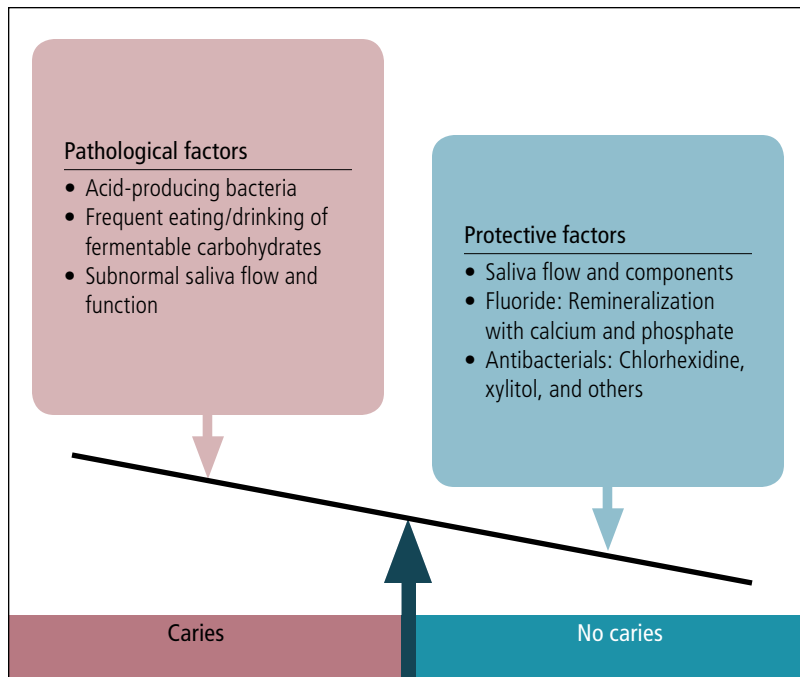 Pathological factors
• Acid-producing bacteria
• Frequent eating/drinking of
fermentable carbohydrates
• Subnormal saliva flow and
function
Protective factors
• Saliva flow and components
• Fluoride: Remineralization
with calcium and phosphate
• Antibacterials: Chlorhexidine,
xylitol, and others
Caries
No caries